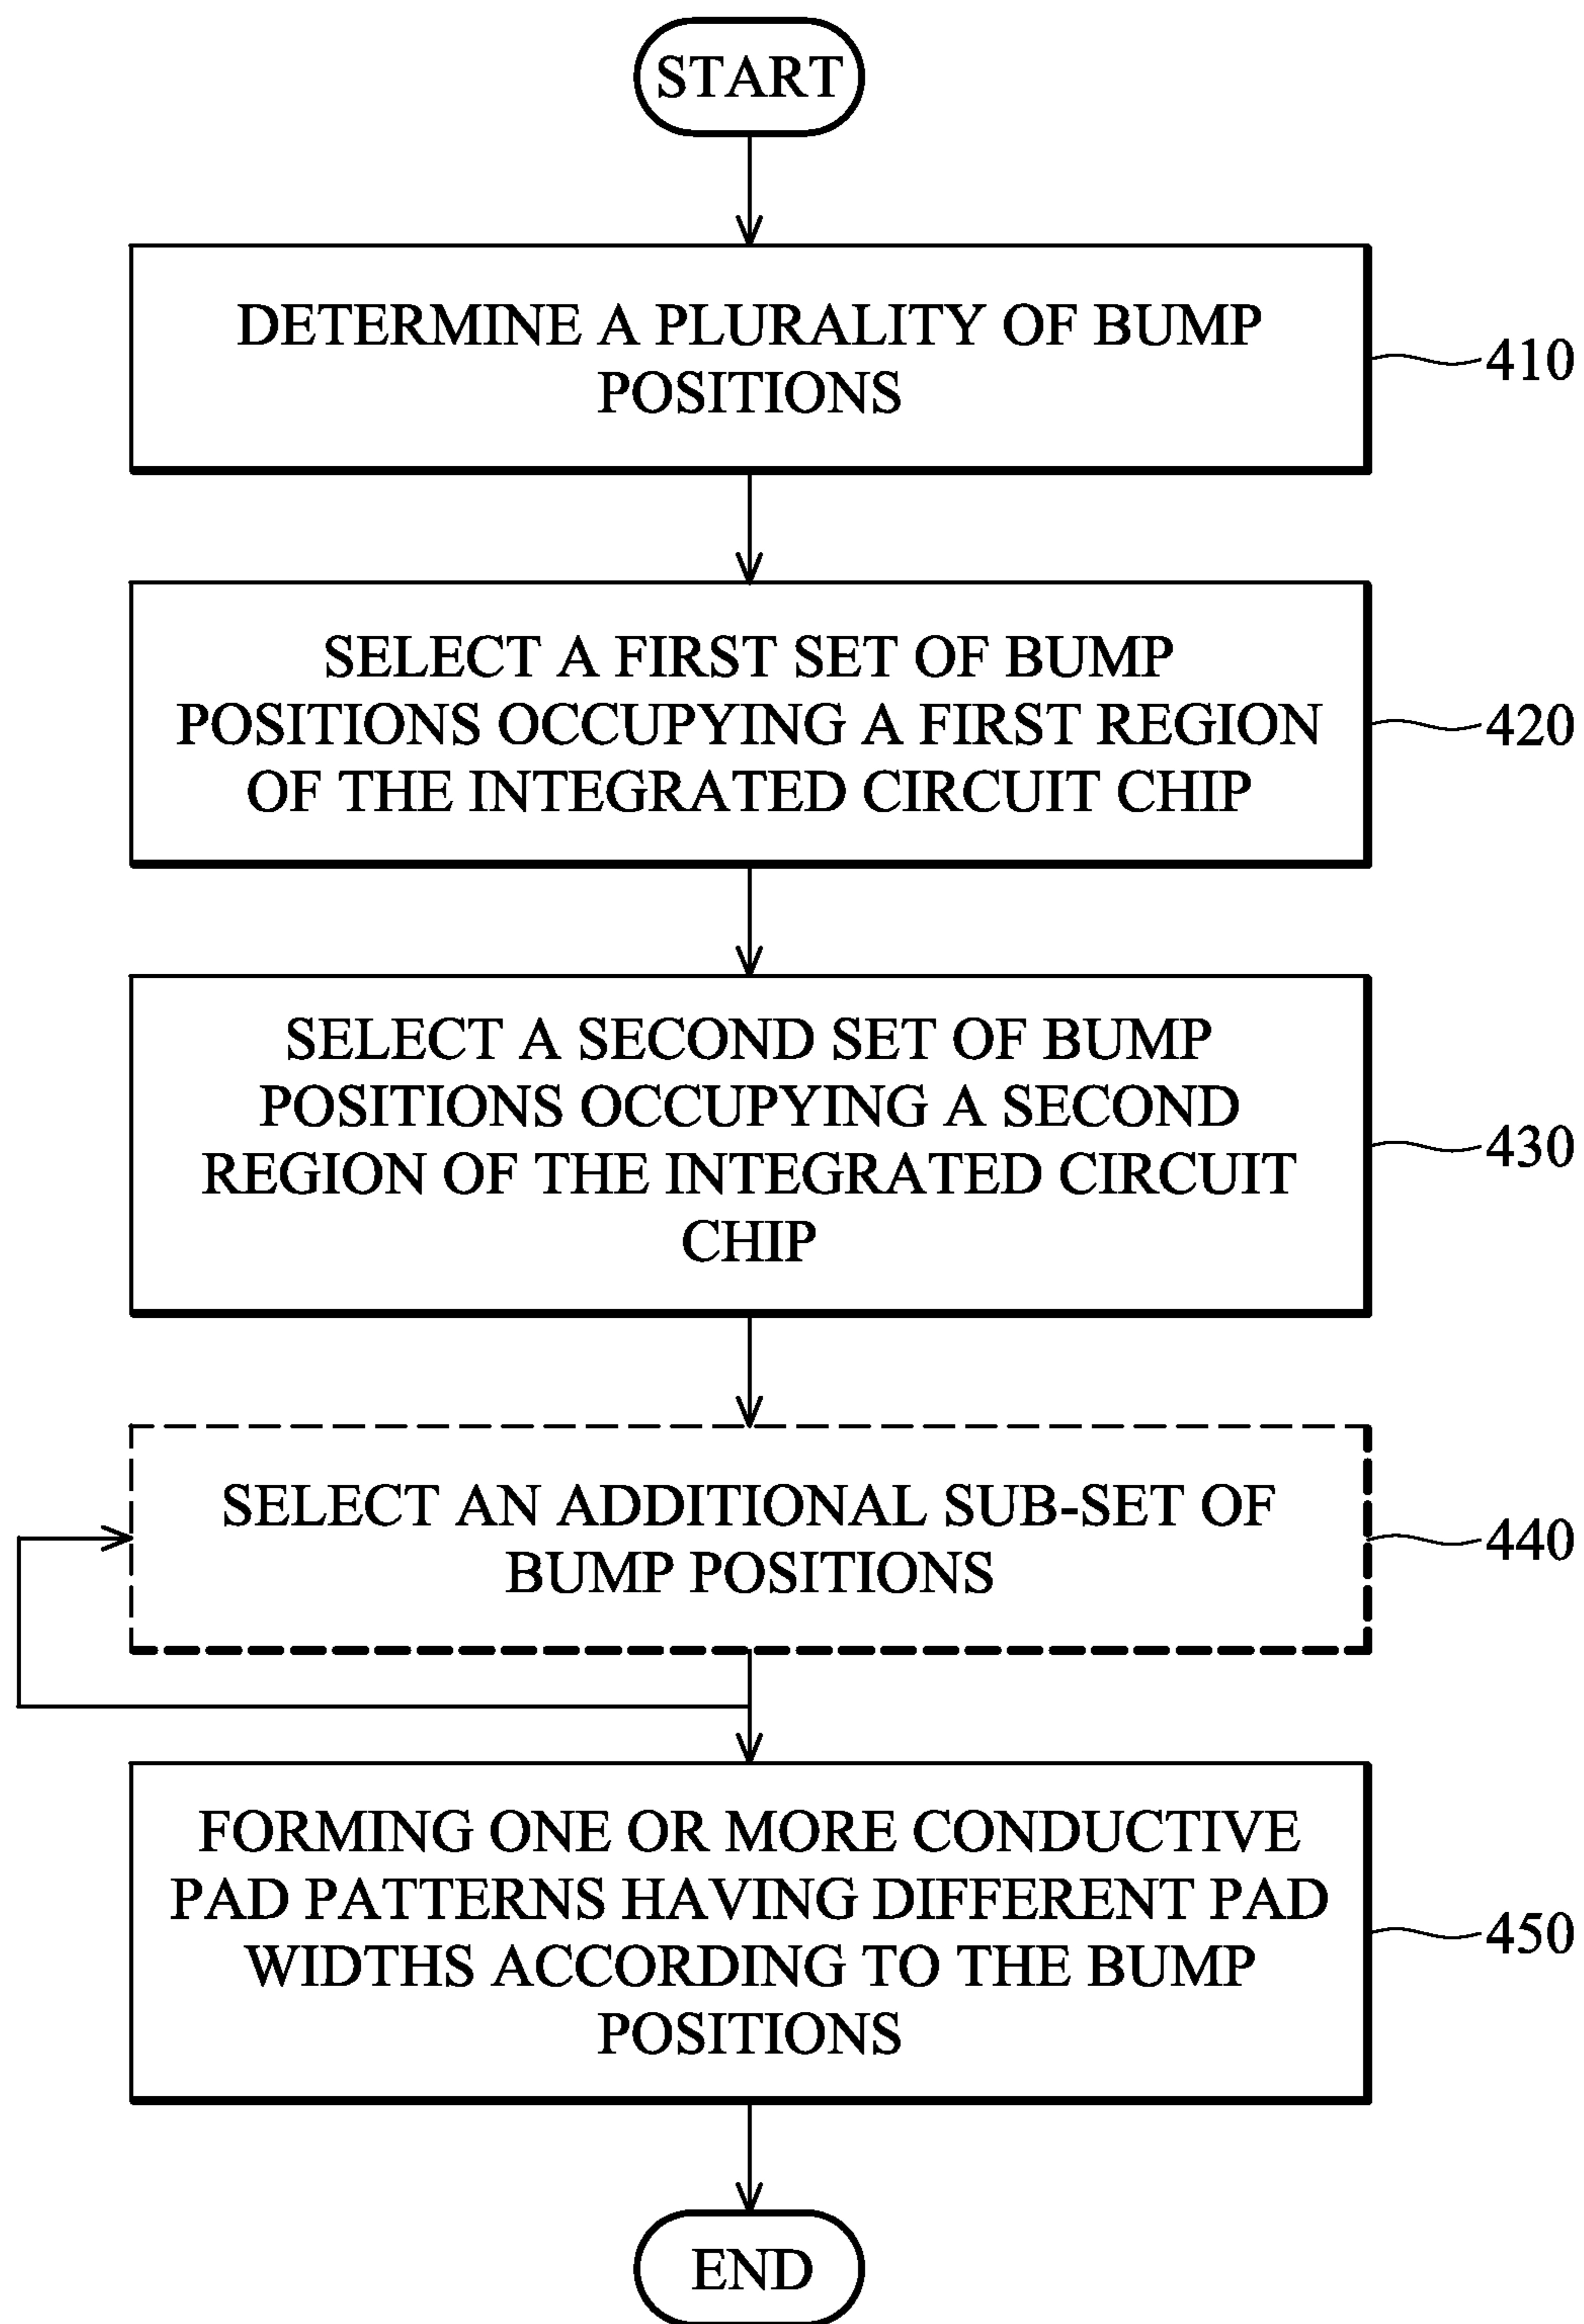 START
DETERMINE A PLURALITY OF BUMP
POSITIONS
410
SELECT A FIRST SET OF BUMP
POSITIONS OCCUPYING A FIRST REGION
OF THE INTEGRATED CIRCUIT CHIP
420
SELECT A SECOND SET OF BUMP
POSITIONS OCCUPYING A SECOND
REGION OF THE INTEGRATED CIRCUIT
CHIP
430
SELECT AN ADDITIONAL SUB-SET OF
BUMP POSITIONS
440
FORMING ONE OR MORE CONDUCTIVE
PAD PATTERNS HAVING DIFFERENT PAD
WIDTHS ACCORDING TO THE BUMP
POSITIONS
450
END